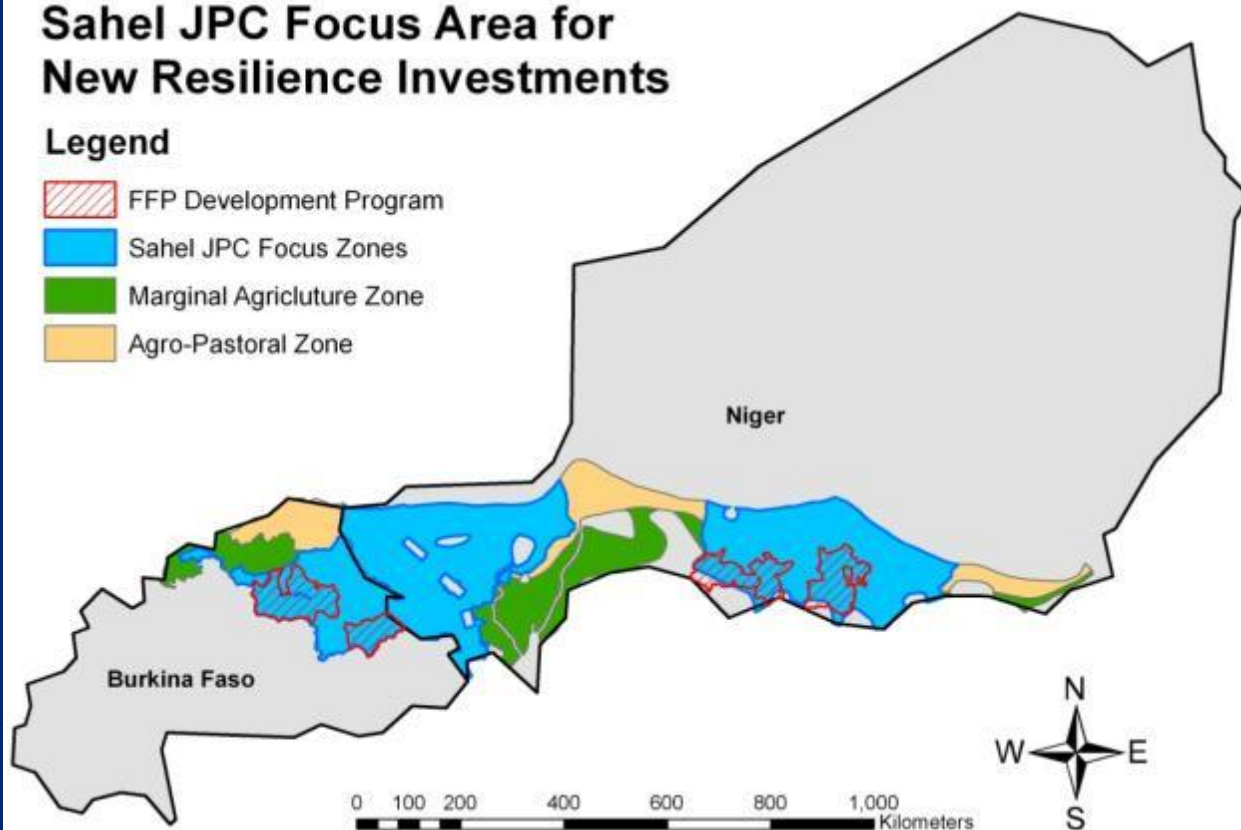 Sahel JPC Focus Area for
New Resilience Investments
Legend
FFP Development Program
Sahel JPC Focus Zones
Marginal Agricluture Zone
Agro-Pastoral Zone
Niger
Burkina Faso
N
W E
S
0 100 200 400 600 800 1,000
Kilometers